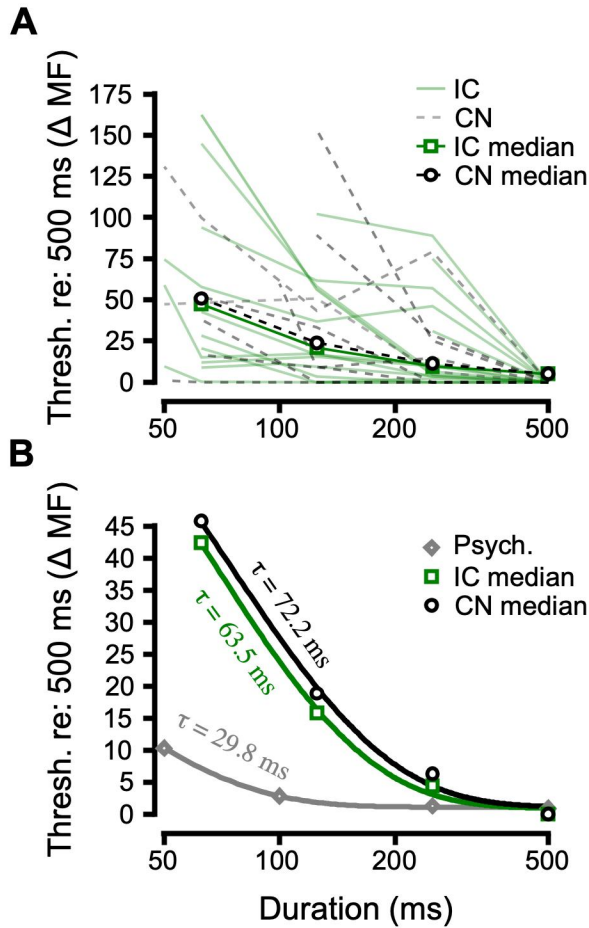 A
Thresh. re: 500 ms (Δ MF)
175
150
125
100
75
50
25
0
IC
CN
IC median
CN median
50
100
200
500
B
Thresh. re: 500 ms (Δ MF)
45
40
35
30
25
20
15
10
5
0
Psych.
IC median
CN median
τ = 72.2 ms
τ = 63.5 ms
τ = 29.8 ms
50
100
200
500
Duration (ms)